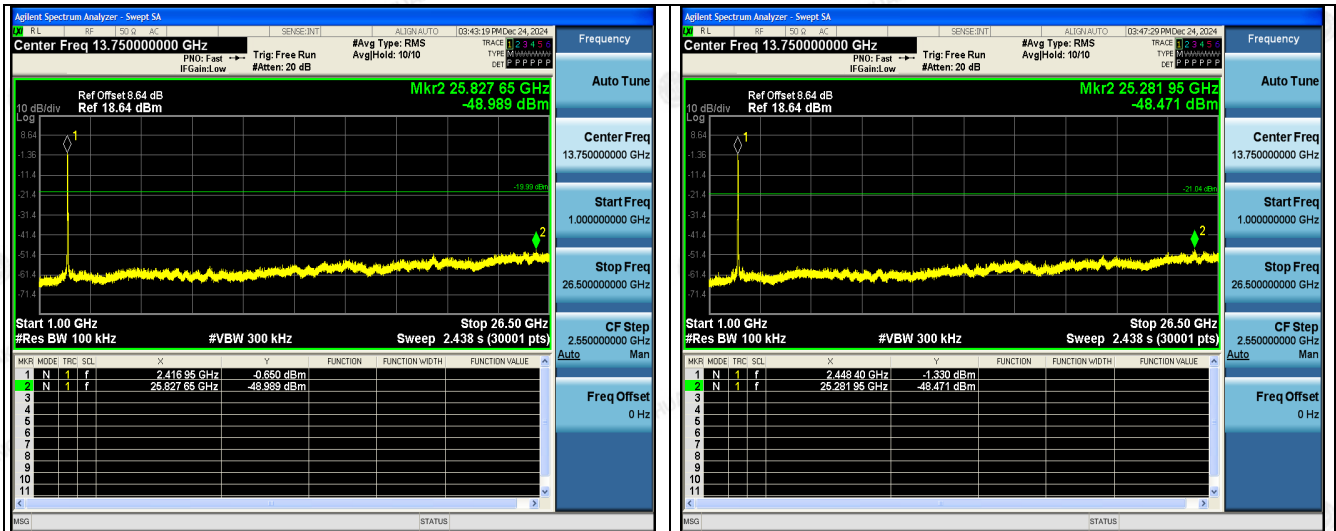 Agilent Spectrum Analyzer - Swept SA
LXI RL RF 50 Ω AC SENSE:INT ALIGN AUTO 03:43:19 PM Dec 24, 2024
Center Freq 13.750000000 GHz
PNO: Fast
IFGain:Low
Trig: Free Run
#Atten: 20 dB
#Avg Type: RMS
Avg|Hold: 10/10
TRACE 1 2 3 4 5 6
TYPE M W W W W W
DET P P P P P P
Ref Offset 8.64 dB
10 dB/div Ref 18.64 dBm
Log
Mkr2 25.827 65 GHz
-48.989 dBm
8.64
-1.36
-11.4
-21.4
-31.4
-41.4
-51.4
-61.4
-71.4
1
-19.99 dBm
2
Start 1.00 GHz Stop 26.50 GHz
#Res BW 100 kHz #VBW 300 kHz Sweep 2.438 s (30001 pts)
MKR MODE TRC SCL X Y FUNCTION FUNCTION WIDTH FUNCTION VALUE
1 N 1 f 2.416 95 GHz -0.650 dBm
2 N 1 f 25.827 65 GHz -48.989 dBm
3
4
5
6
7
8
9
10
11
MSG STATUS
Frequency
Auto Tune
Center Freq
13.750000000 GHz
Start Freq
1.000000000 GHz
Stop Freq
26.500000000 GHz
CF Step
2.550000000 GHz
Auto Man
Freq Offset
0 Hz
Agilent Spectrum Analyzer - Swept SA
LXI RL RF 50 Ω AC SENSE:INT ALIGN AUTO 03:47:29 PM Dec 24, 2024
Center Freq 13.750000000 GHz
PNO: Fast
IFGain:Low
Trig: Free Run
#Atten: 20 dB
#Avg Type: RMS
Avg|Hold: 10/10
TRACE 1 2 3 4 5 6
TYPE M W W W W W
DET P P P P P P
Ref Offset 8.64 dB
10 dB/div Ref 18.64 dBm
Log
Mkr2 25.281 95 GHz
-48.471 dBm
8.64
-1.36
-11.4
-21.4
-31.4
-41.4
-51.4
-61.4
-71.4
1
-21.04 dBm
2
Start 1.00 GHz Stop 26.50 GHz
#Res BW 100 kHz #VBW 300 kHz Sweep 2.438 s (30001 pts)
MKR MODE TRC SCL X Y FUNCTION FUNCTION WIDTH FUNCTION VALUE
1 N 1 f 2.448 40 GHz -1.330 dBm
2 N 1 f 25.281 95 GHz -48.471 dBm
3
4
5
6
7
8
9
10
11
MSG STATUS
Frequency
Auto Tune
Center Freq
13.750000000 GHz
Start Freq
1.000000000 GHz
Stop Freq
26.500000000 GHz
CF Step
2.550000000 GHz
Auto Man
Freq Offset
0 Hz